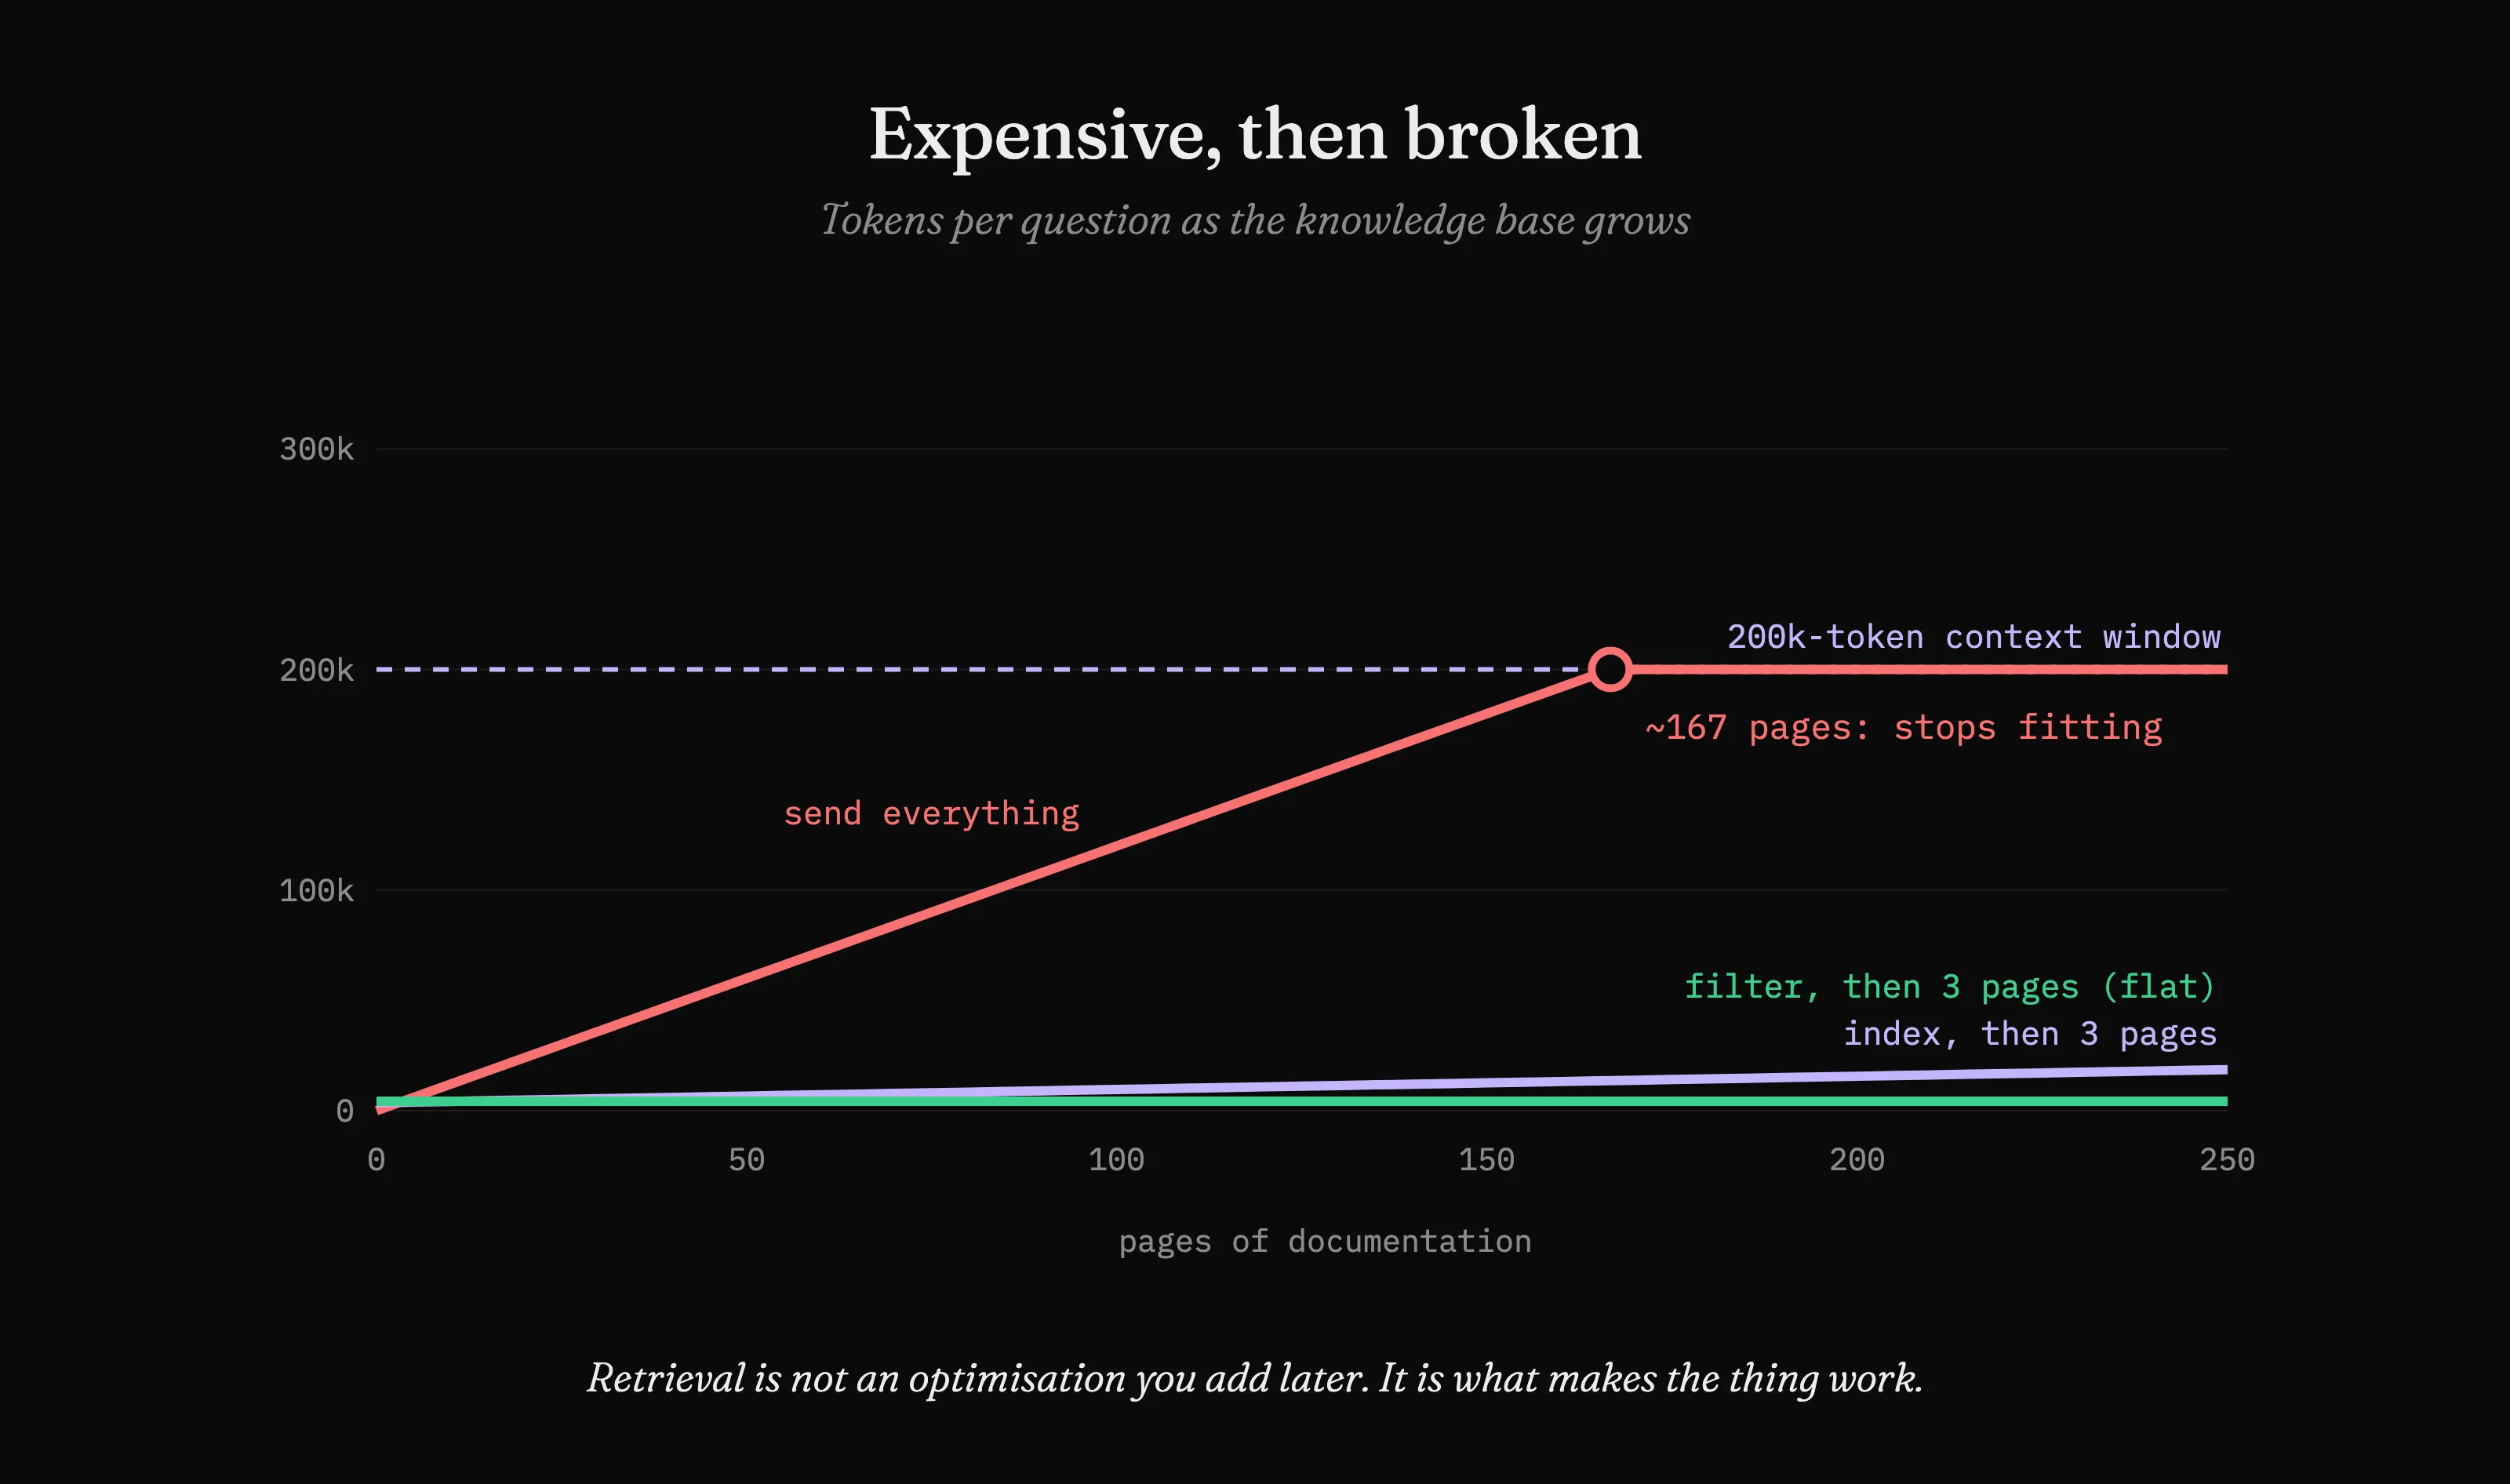 Expensive, then broken
Tokens per question as the knowledge base grows
300k
200k-token context window
200k
~167 pages: stops fitting
send everything
100k
filter, then 3 pages (flat)
index, then 3 pages
0
0 50 100 150 200 250
pages of documentation
Retrieval is not an optimisation you add later. It is what makes the thing work.